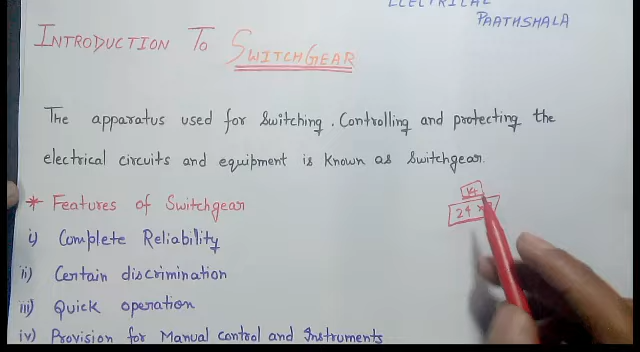 ELECTRICAL
PAATHSHALA
INTRODUCTION TO SWITCHGEAR
The apparatus used for Switching. Controlling and protecting the
electrical circuits and equipment is known as Switchgear.
* Features of Switchgear
i) Complete Reliability
ii) Certain discrimination
iii) Quick operation
iv) Provision for Manual control and Instruments